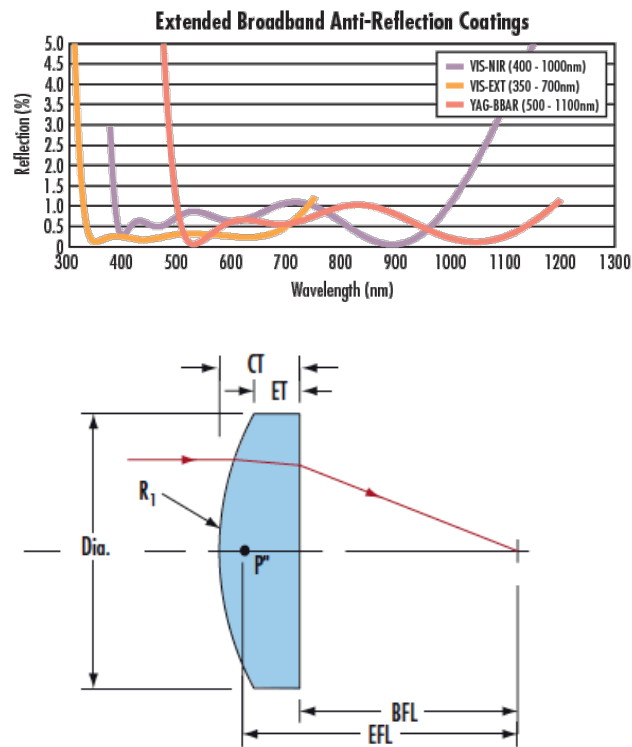 Extended Broadband Anti-Reflection Coatings
Reflection (%)
5.0
4.5
4.0
3.5
3.0
2.5
2.0
1.5
1.0
0.5
0
VIS-NIR (400 - 1000nm)
VIS-EXT (350 - 700nm)
YAG-BBAR (500 - 1100nm)
300 400 500 600 700 800 900 1000 1100 1200 1300
Wavelength (nm)
CT
ET
R1
Dia.
P"
BFL
EFL